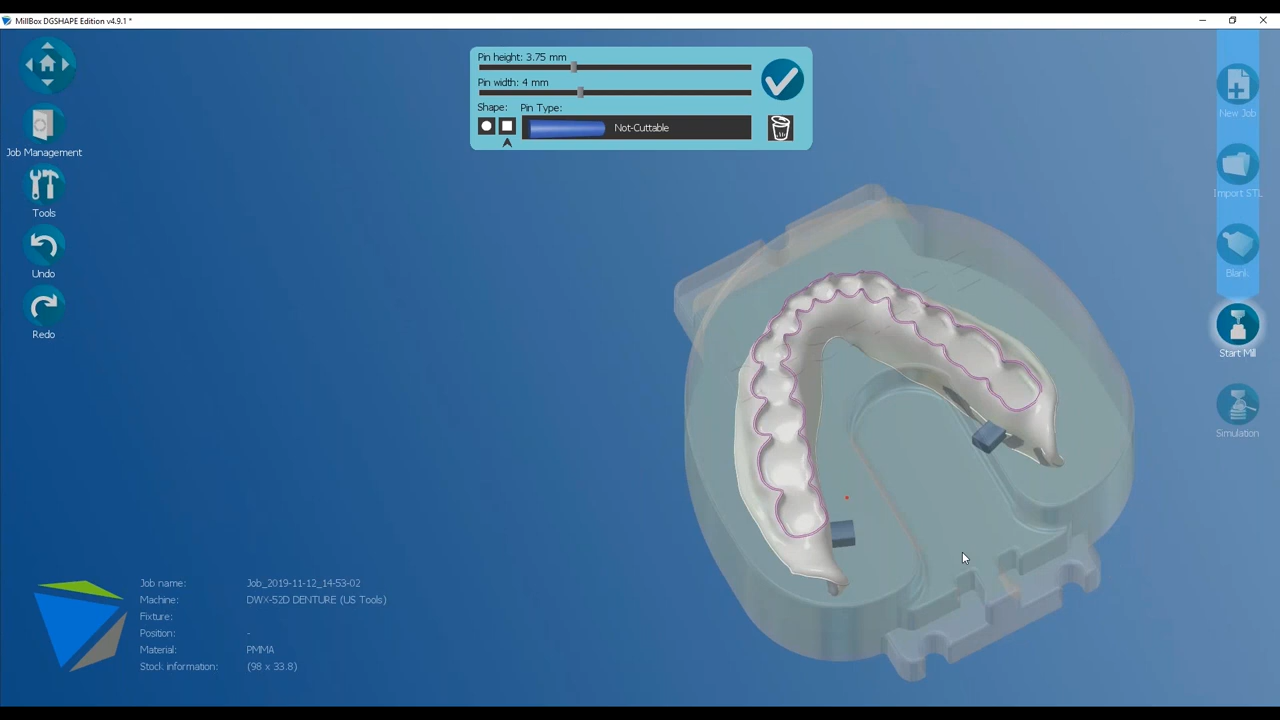 MillBox DGSHAPE Edition v4.9.1 *
Pin height: 3.75 mm
Pin width: 4 mm
Shape: Pin Type:
Not-Cuttable
Job Management
Tools
Undo
Redo
New Job
Import STL
Blank
Start Mill
Simulation
Job name: Job_2019-11-12_14-53-02
Machine: DWX-52D DENTURE (US Tools)
Fixture:
Position: -
Material: PMMA
Stock information: (98 x 33.8)